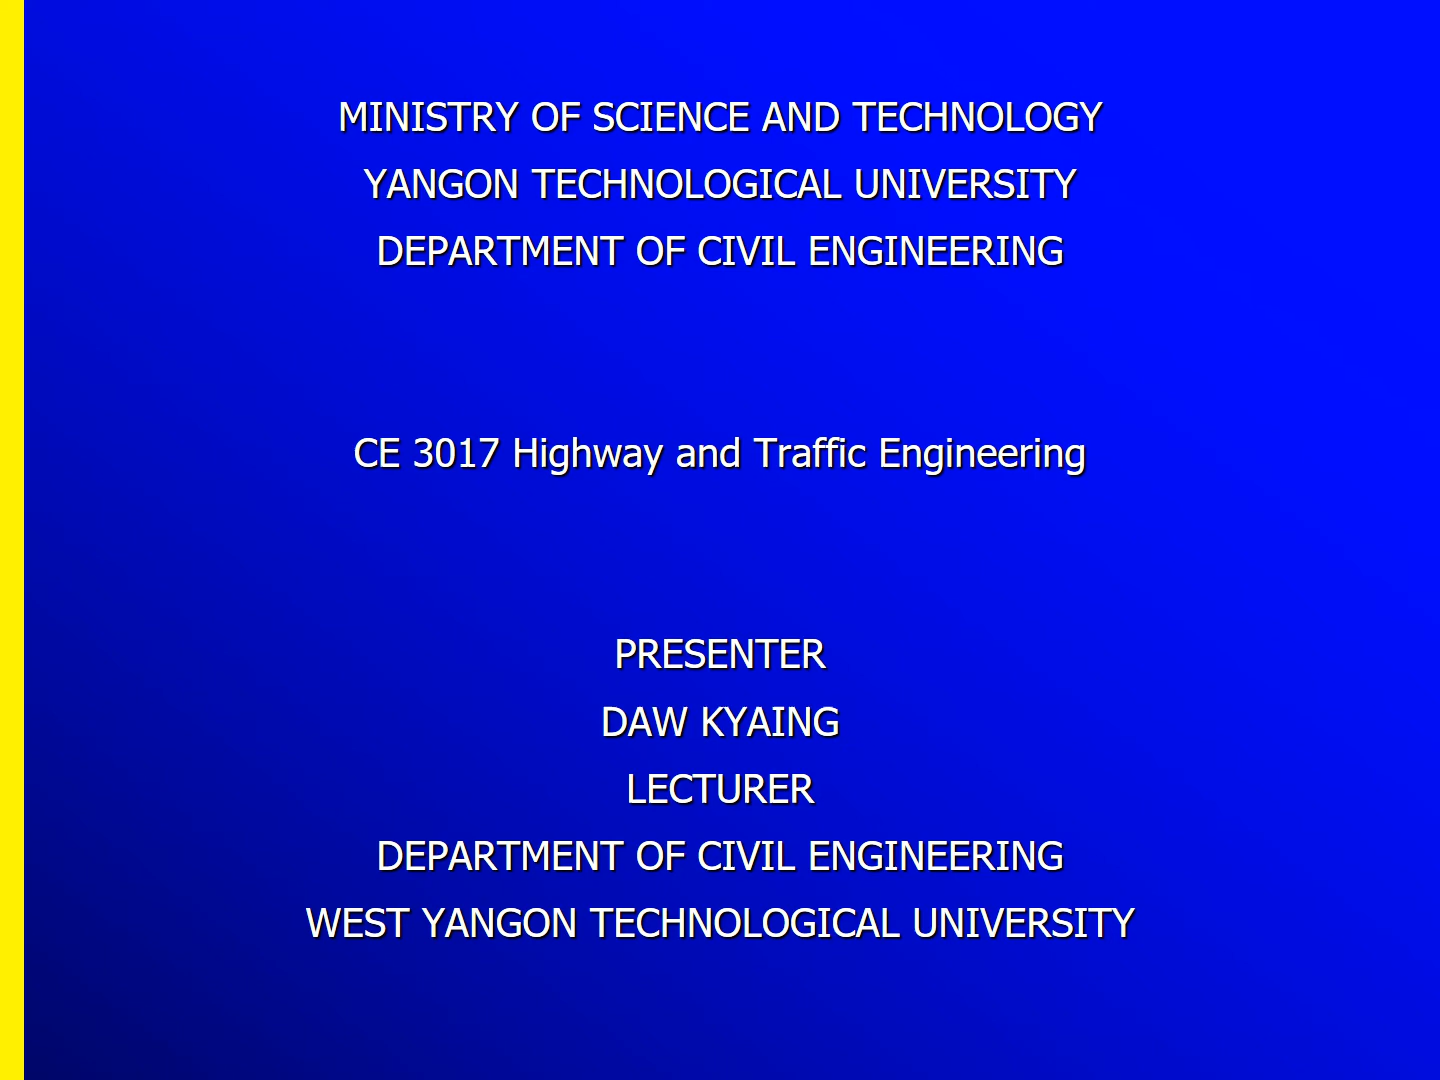 MINISTRY OF SCIENCE AND TECHNOLOGY
YANGON TECHNOLOGICAL UNIVERSITY
DEPARTMENT OF CIVIL ENGINEERING
CE 3017 Highway and Traffic Engineering
PRESENTER
DAW KYAING
LECTURER
DEPARTMENT OF CIVIL ENGINEERING
WEST YANGON TECHNOLOGICAL UNIVERSITY